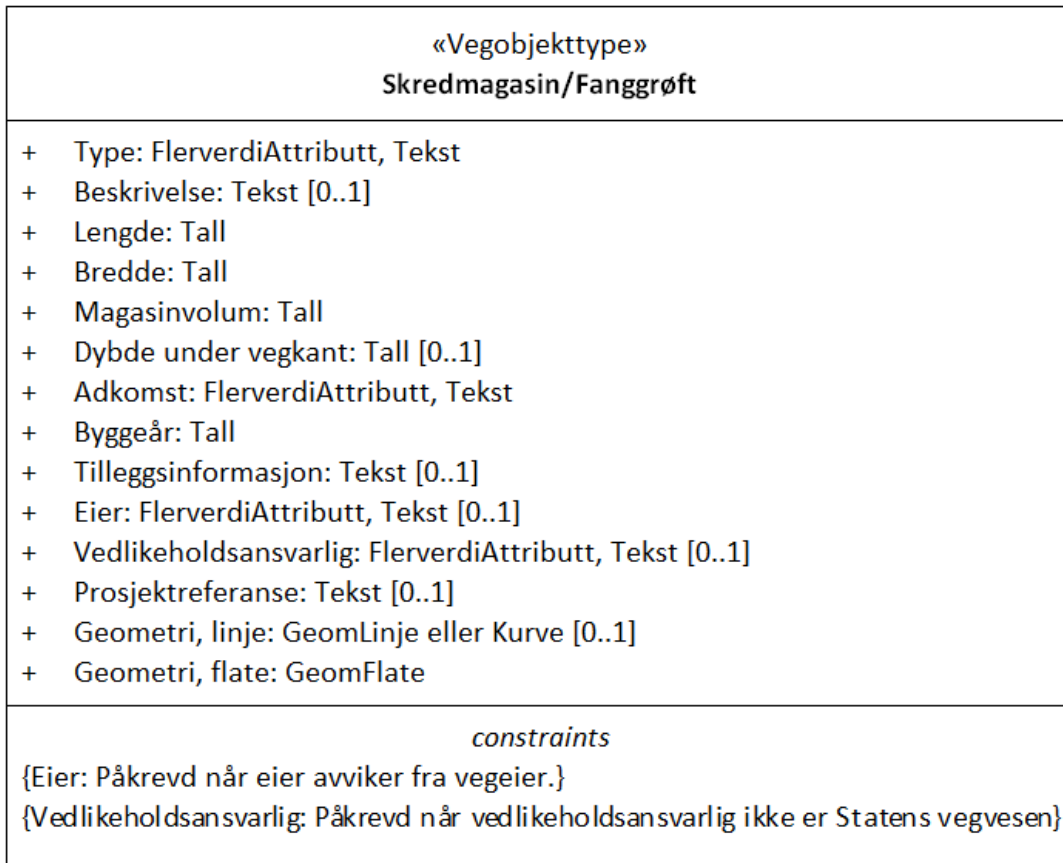 «Vegobjekttype»
Skredmagasin/Fanggrøft
+ Type: FlerverdiAttributt, Tekst
+ Beskrivelse: Tekst [0..1]
+ Lengde: Tall
+ Bredde: Tall
+ Magasinvolum: Tall
+ Dybde under vegkant: Tall [0..1]
+ Adkomst: FlerverdiAttributt, Tekst
+ Byggeår: Tall
+ Tilleggsinformasjon: Tekst [0..1]
+ Eier: FlerverdiAttributt, Tekst [0..1]
+ Vedlikeholdsansvarlig: FlerverdiAttributt, Tekst [0..1]
+ Prosjektreferanse: Tekst [0..1]
+ Geometri, linje: GeomLinje eller Kurve [0..1]
+ Geometri, flate: GeomFlate
constraints
{Eier: Påkrevd når eier avviker fra vegeier.}
{Vedlikeholdsansvarlig: Påkrevd når vedlikeholdsansvarlig ikke er Statens vegvesen}